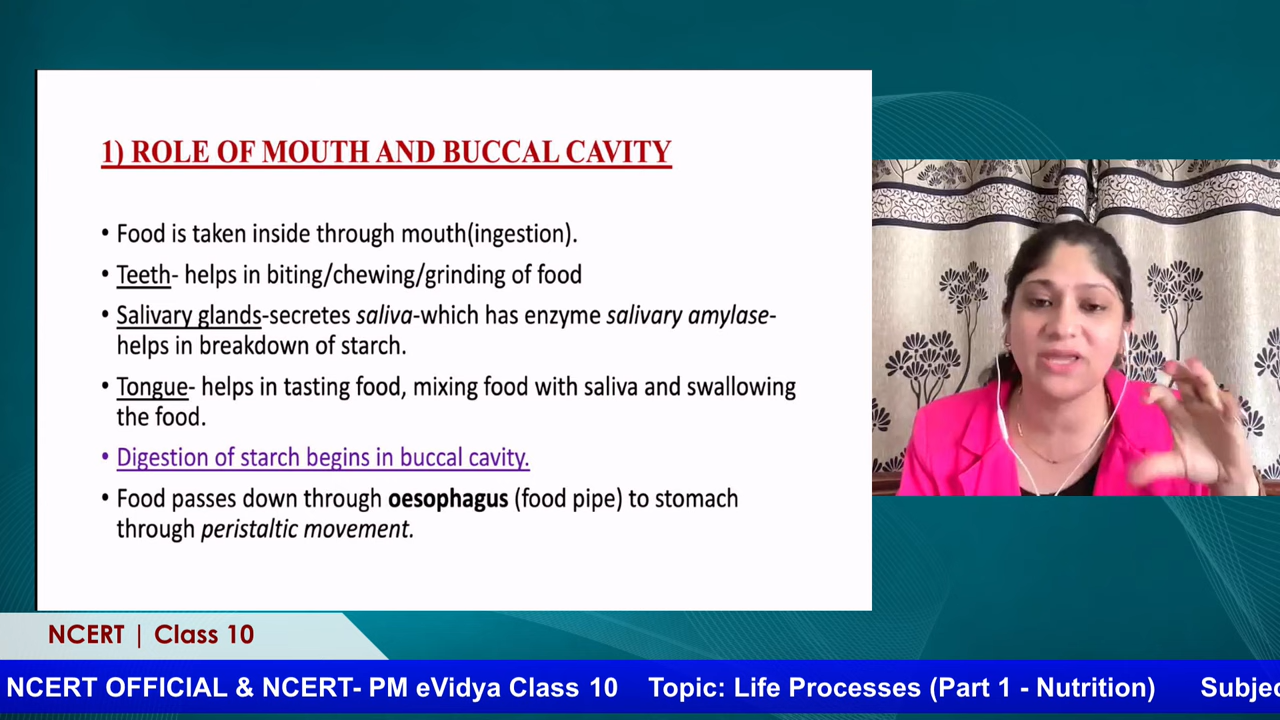 1) ROLE OF MOUTH AND BUCCAL CAVITY
• Food is taken inside through mouth(ingestion).
• Teeth- helps in biting/chewing/grinding of food
• Salivary glands-secretes saliva-which has enzyme salivary amylase-
helps in breakdown of starch.
• Tongue- helps in tasting food, mixing food with saliva and swallowing
the food.
• Digestion of starch begins in buccal cavity.
• Food passes down through oesophagus (food pipe) to stomach
through peristaltic movement.
NCERT | Class 10
NCERT OFFICIAL & NCERT- PM eVidya Class 10 Topic: Life Processes (Part 1 - Nutrition) Subjec